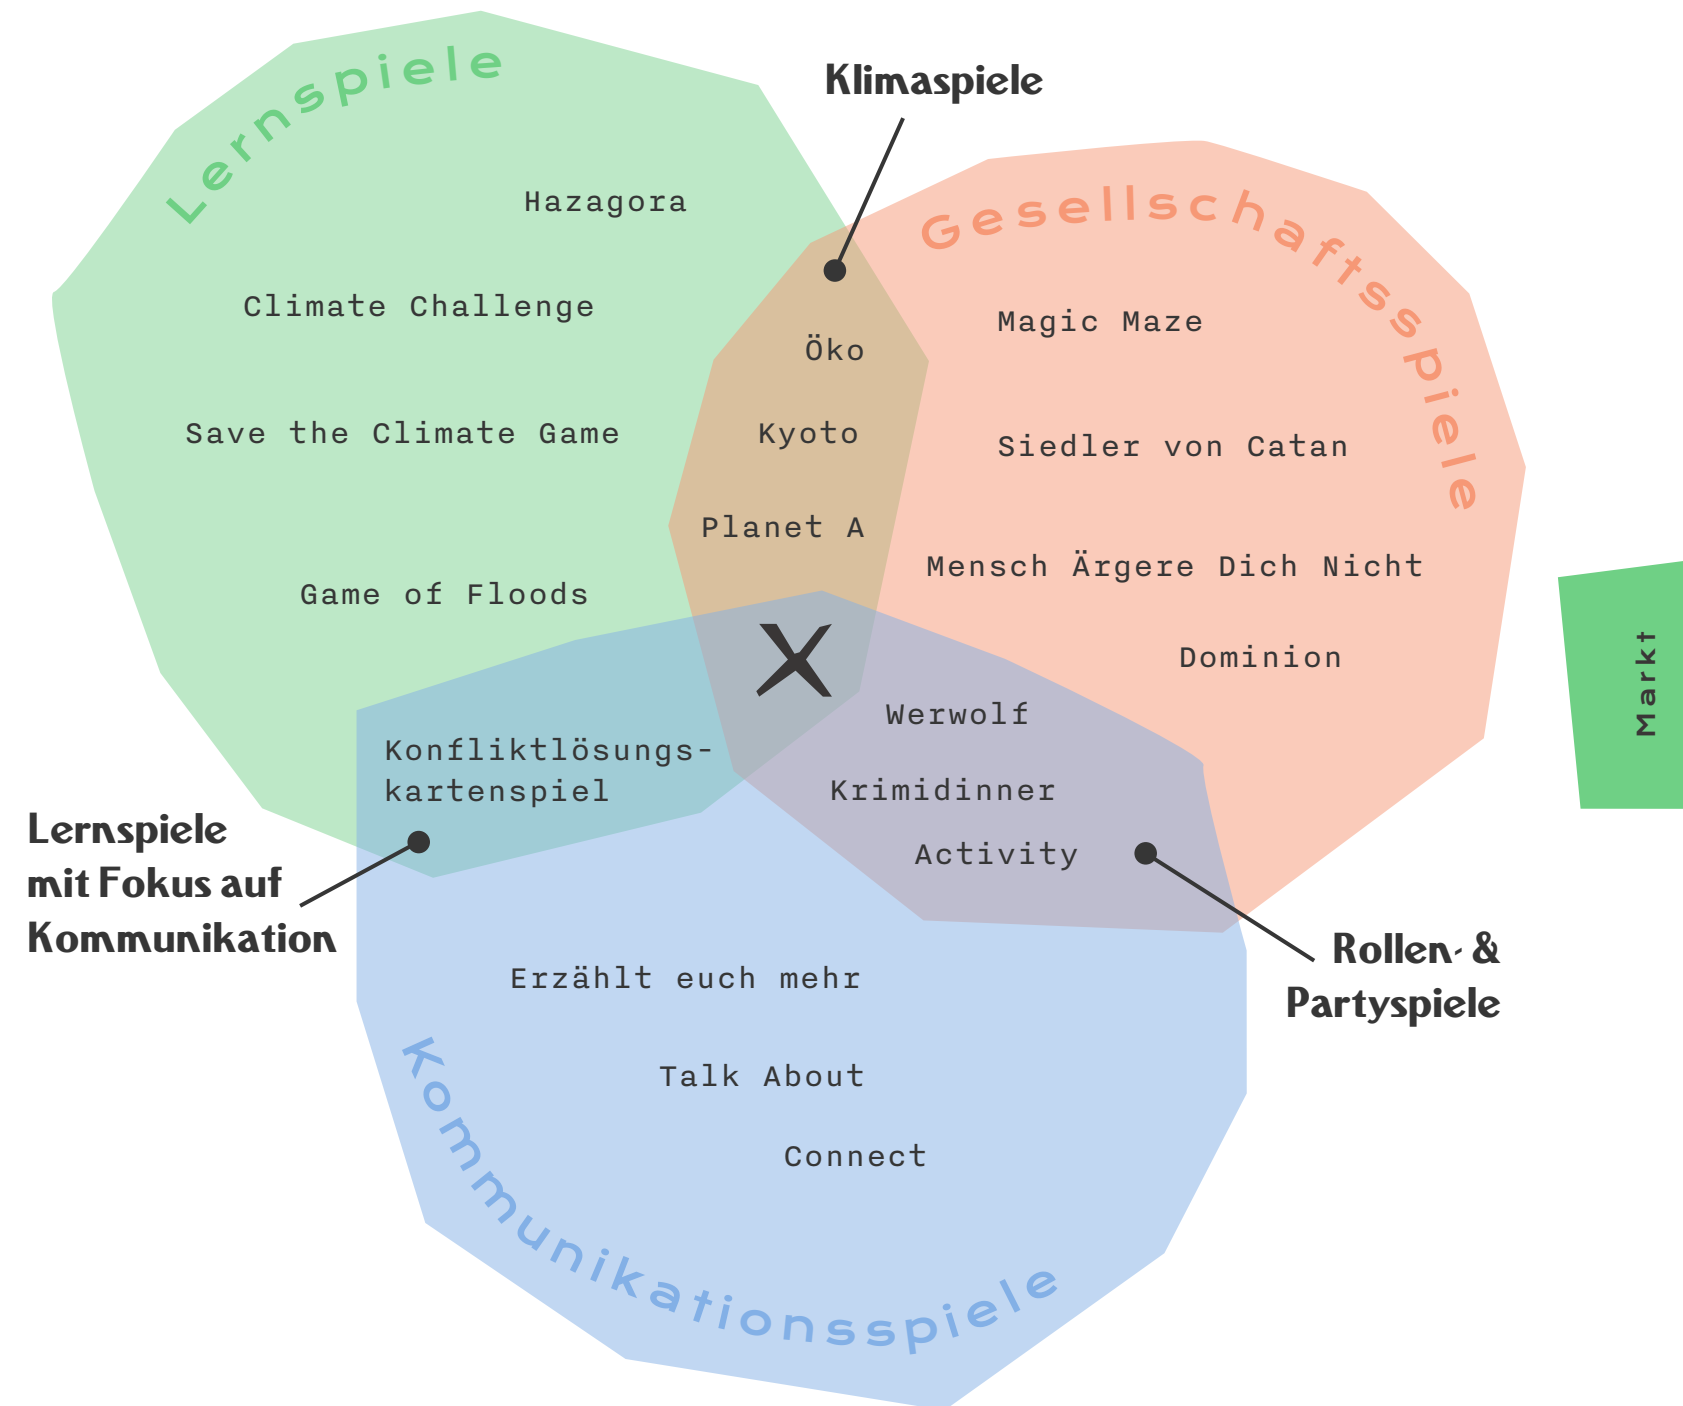 Lernspiele
Klimaspiele
Gesellschaftsspiele
Hazagora
Climate Challenge
Magic Maze
Öko
Save the Climate Game
Kyoto
Siedler von Catan
Planet A
Mensch Ärgere Dich Nicht
Game of Floods
Dominion
Markt
X
Werwolf
Konfliktlösungs-
kartenspiel
Krimidinner
Activity
Lernspiele
mit Fokus auf
Kommunikation
Rollen- &
Partyspiele
Erzählt euch mehr
Talk About
Connect
Kommunikationsspiele